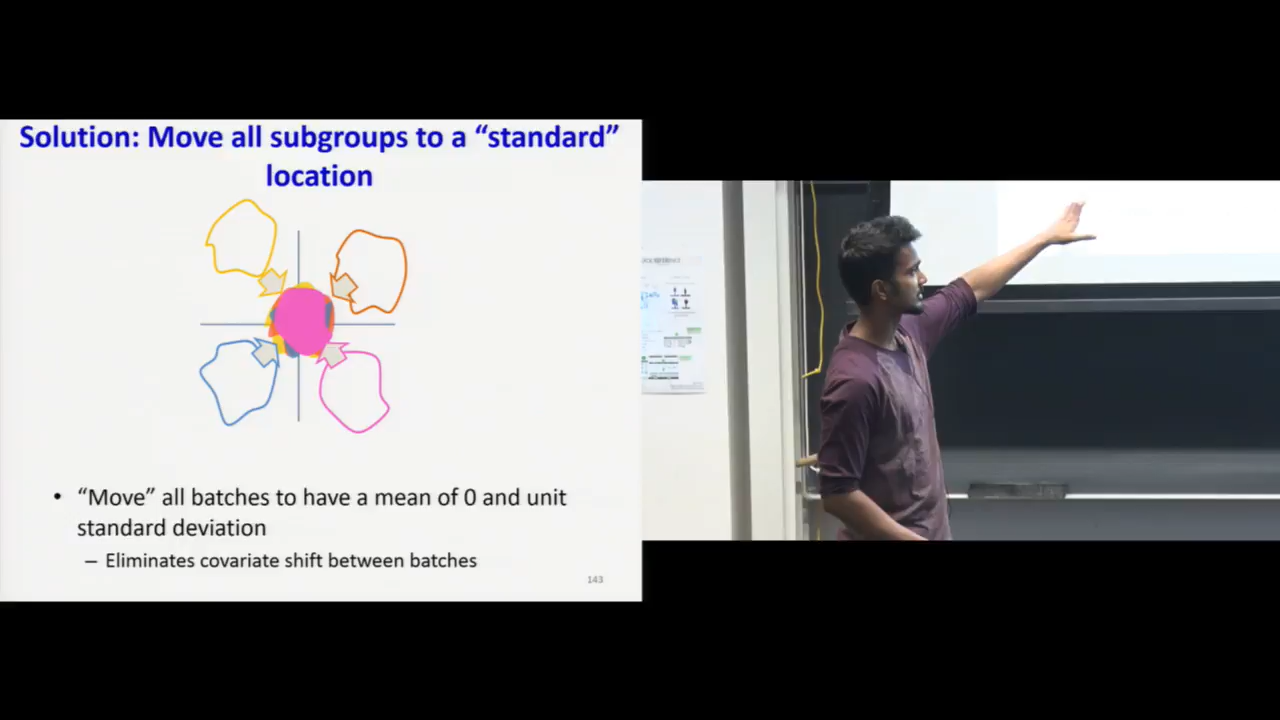 Solution: Move all subgroups to a “standard”
location
• “Move” all batches to have a mean of 0 and unit
standard deviation
– Eliminates covariate shift between batches
143